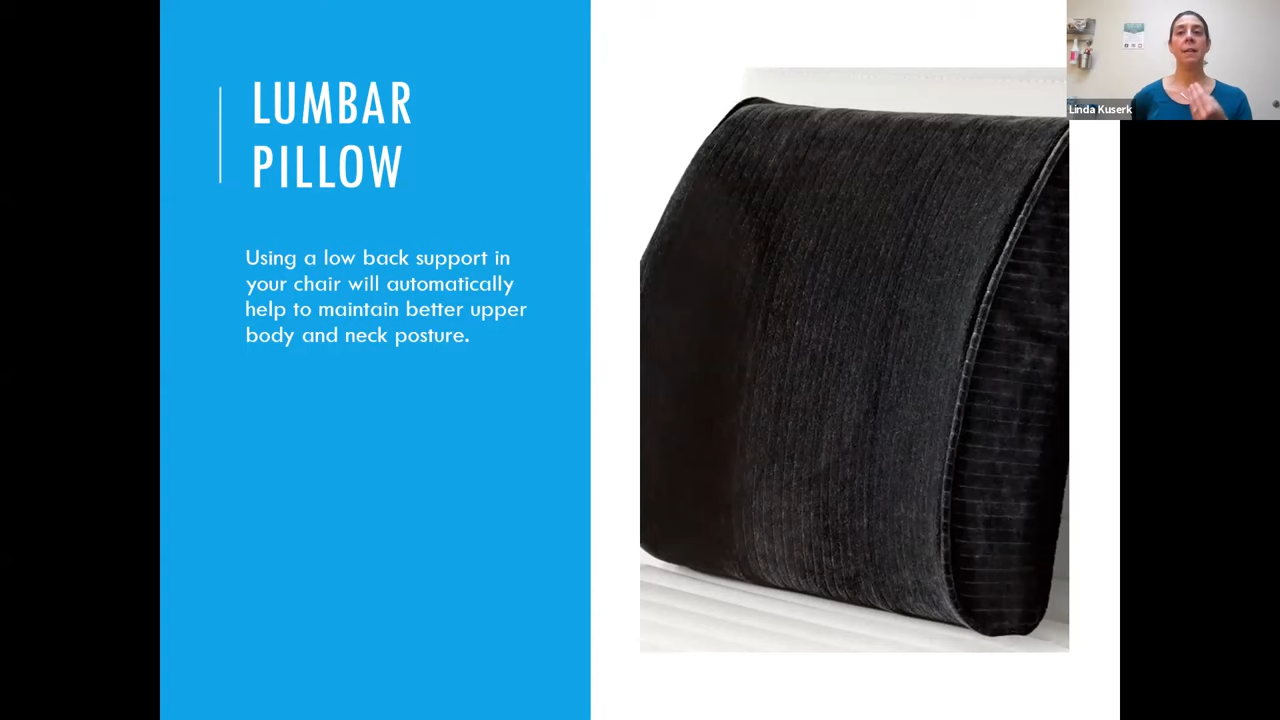 LUMBAR
PILLOW
Using a low back support in
your chair will automatically
help to maintain better upper
body and neck posture.
Linda Kuserk